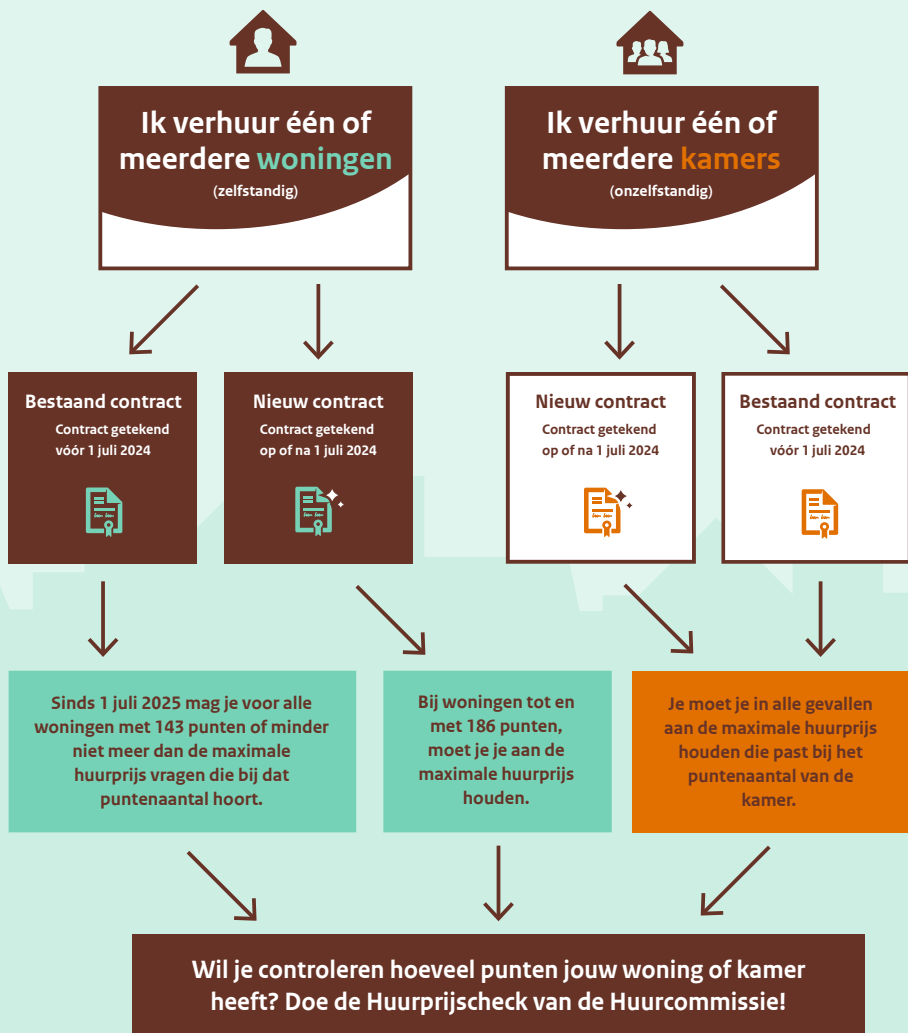 Ik verhuur één of
meerdere woningen
(zelfstandig)
Ik verhuur één of
meerdere kamers
(onzelfstandig)
Bestaand contract
Contract getekend
vóór 1 juli 2024
Nieuw contract
Contract getekend
op of na 1 juli 2024
Nieuw contract
Contract getekend
op of na 1 juli 2024
Bestaand contract
Contract getekend
vóór 1 juli 2024
Sinds 1 juli 2025 mag je voor alle
woningen met 143 punten of minder
niet meer dan de maximale
huurprijs vragen die bij dat
puntenaantal hoort.
Bij woningen tot en
met 186 punten,
moet je je aan de
maximale huurprijs
houden.
Je moet je in alle gevallen
aan de maximale huurprijs
houden die past bij het
puntenaantal van de
kamer.
Wil je controleren hoeveel punten jouw woning of kamer
heeft? Doe de Huurprijscheck van de Huurcommissie!